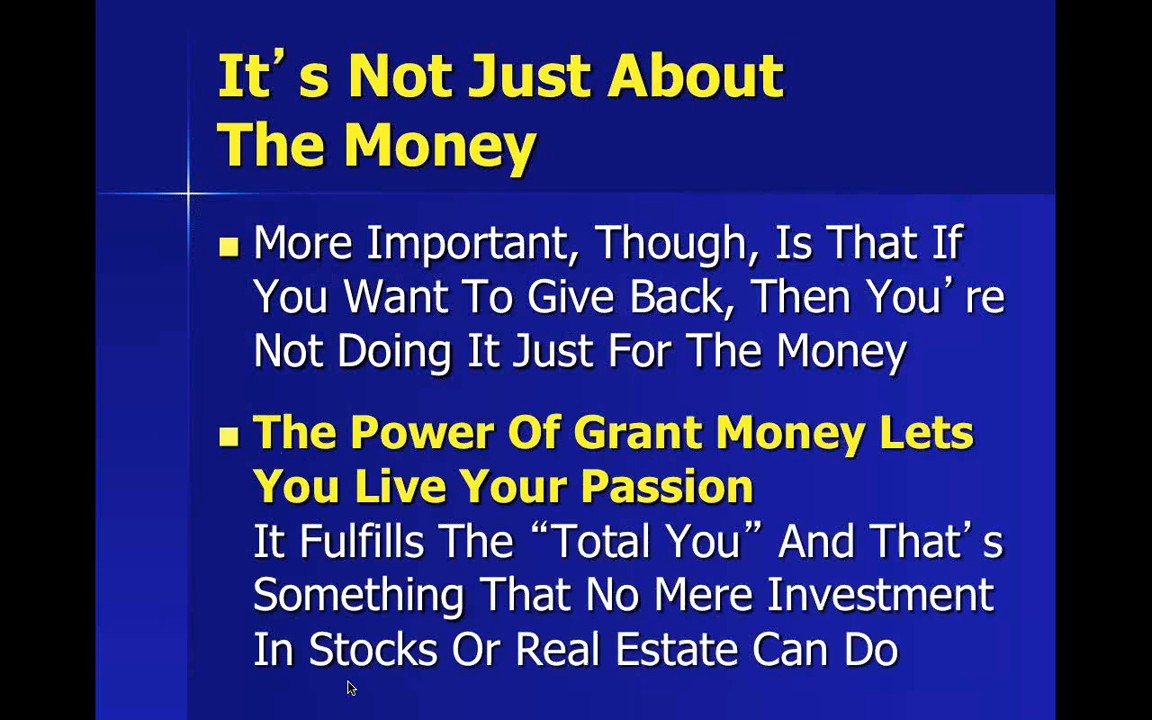 It’s Not Just About
The Money
More Important, Though, Is That If
You Want To Give Back, Then You’re
Not Doing It Just For The Money
The Power Of Grant Money Lets
You Live Your Passion
It Fulfills The “Total You” And That’s
Something That No Mere Investment
In Stocks Or Real Estate Can Do